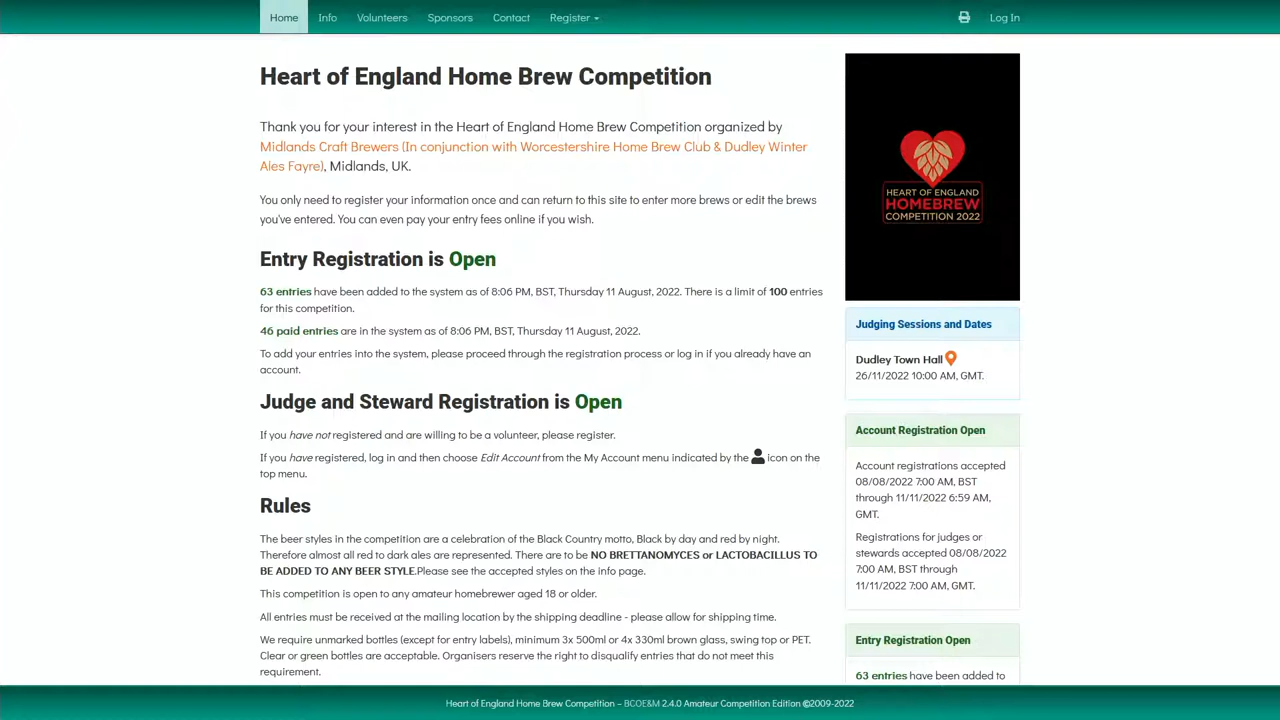 Home Info Volunteers Sponsors Contact Register Log In
Heart of England Home Brew Competition
Thank you for your interest in the Heart of England Home Brew Competition organized by
Midlands Craft Brewers (In conjunction with Worcestershire Home Brew Club & Dudley Winter
Ales Fayre), Midlands, UK.
You only need to register your information once and can return to this site to enter more brews or edit the brews
you've entered. You can even pay your entry fees online if you wish.
Entry Registration is Open
63 entries have been added to the system as of 8:06 PM, BST, Thursday 11 August, 2022. There is a limit of 100 entries
for this competition.
46 paid entries are in the system as of 8:06 PM, BST, Thursday 11 August, 2022.
To add your entries into the system, please proceed through the registration process or log in if you already have an
account.
Judge and Steward Registration is Open
If you have not registered and are willing to be a volunteer, please register.
If you have registered, log in and then choose Edit Account from the My Account menu indicated by the icon on the
top menu.
Rules
The beer styles in the competition are a celebration of the Black Country motto, Black by day and red by night.
Therefore almost all red to dark ales are represented. There are to be NO BRETTANOMYCES or LACTOBACILLUS TO
BE ADDED TO ANY BEER STYLE.Please see the accepted styles on the info page.
This competition is open to any amateur homebrewer aged 18 or older.
All entries must be received at the mailing location by the shipping deadline - please allow for shipping time.
We require unmarked bottles (except for entry labels), minimum 3x 500ml or 4x 330ml brown glass, swing top or PET.
Clear or green bottles are acceptable. Organisers reserve the right to disqualify entries that do not meet this
requirement.
HEART OF ENGLAND
HOMEBREW
COMPETITION 2022
Judging Sessions and Dates
Dudley Town Hall
26/11/2022 10:00 AM, GMT.
Account Registration Open
Account registrations accepted
08/08/2022 7:00 AM, BST
through 11/11/2022 6:59 AM,
GMT.
Registrations for judges or
stewards accepted 08/08/2022
7:00 AM, BST through
11/11/2022 7:00 AM, GMT.
Entry Registration Open
63 entries have been added to
Heart of England Home Brew Competition – BCOE&M 2.4.0 Amateur Competition Edition ©2009-2022